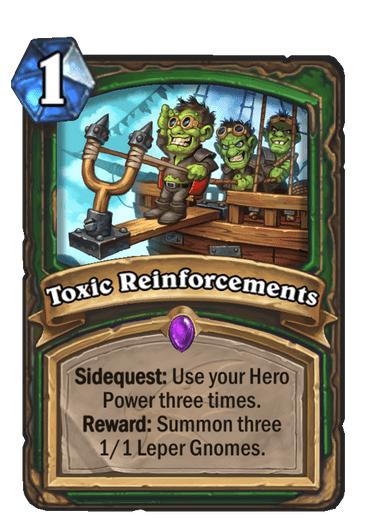 1
Toxic Reinforcements
Sidequest: Use your Hero
Power three times.
Reward: Summon three
1/1 Leper Gnomes.